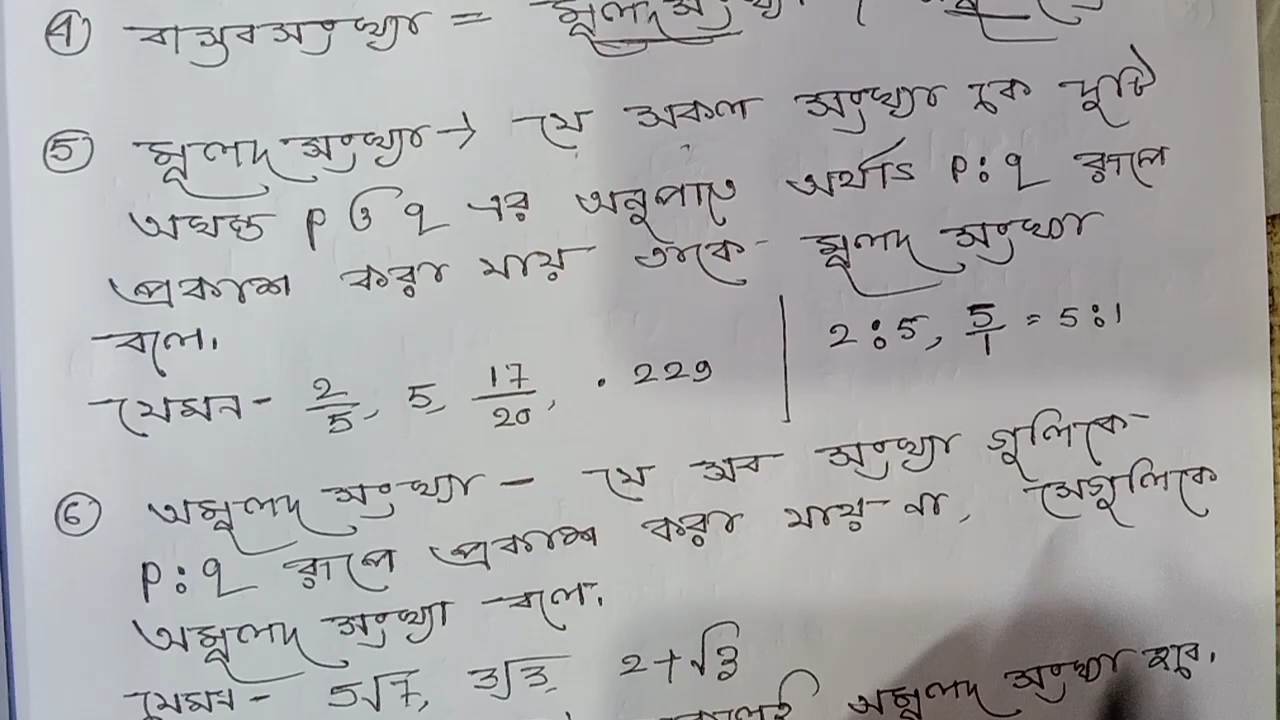 ④ বাস্তবসংখ্যা = মূলদসংখ্যা
⑤ মূলদ সংখ্যা → যে সকল সংখ্যা কে দুটি
অখন্ড p ও q এর অনুপাতে অর্থাৎ p:q রূপে
প্রকাশ করা যায় তাকে মূলদ সংখ্যা
বলে।
যেমন- 2/5, 5, 17/20, .229
2:5, 5/1 = 5:1
⑥ অমূলদ সংখ্যা - যে সব সংখ্যা গুলিকে
p:q রূপে প্রকাশ করা যায় না, সেগুলিকে
অমূলদ সংখ্যা বলে।
যেমন- 5√7, 3√3, 2+√3
অমূলদ সংখ্যা হবে।